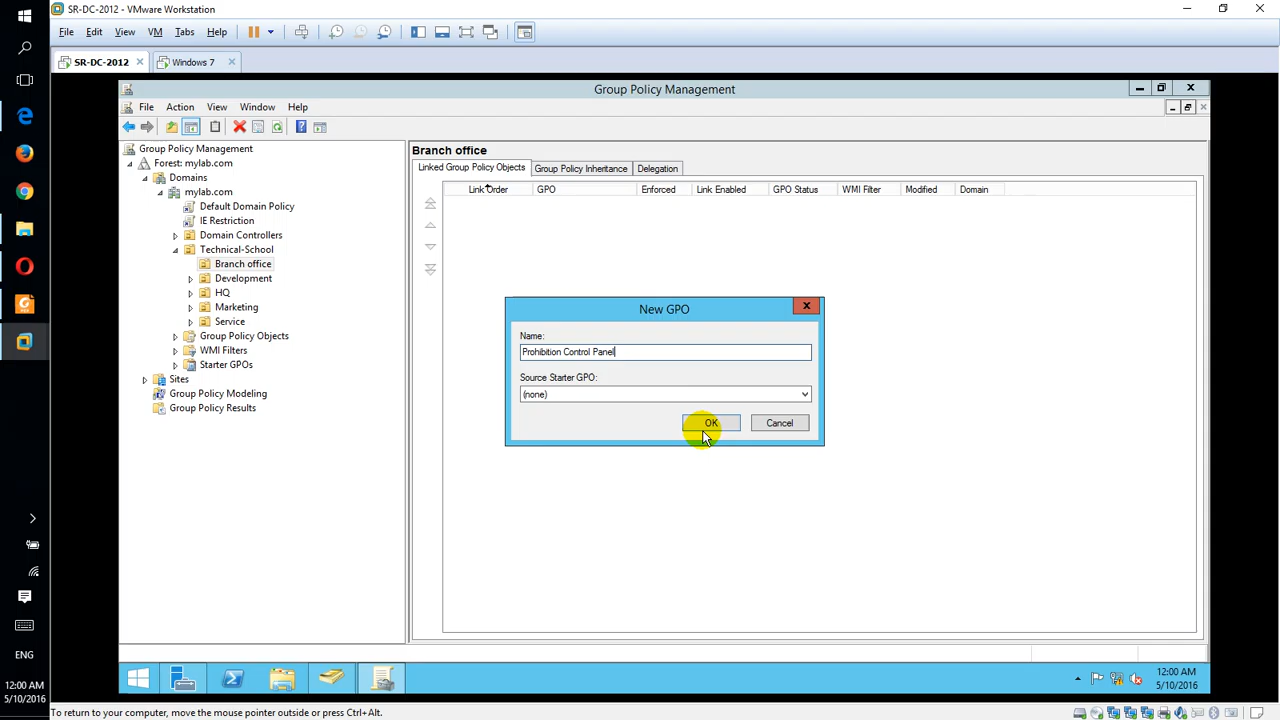 SR-DC-2012 - VMware Workstation
File Edit View VM Tabs Help
SR-DC-2012 Windows 7
Group Policy Management
File Action View Window Help
Group Policy Management
Forest: mylab.com
Domains
mylab.com
Default Domain Policy
IE Restriction
Domain Controllers
Technical-School
Branch office
Development
HQ
Marketing
Service
Group Policy Objects
WMI Filters
Starter GPOs
Sites
Group Policy Modeling
Group Policy Results
Branch office
Linked Group Policy Objects Group Policy Inheritance Delegation
Link Order GPO Enforced Link Enabled GPO Status WMI Filter Modified Domain
New GPO
Name:
Prohibition Control Panel
Source Starter GPO:
(none)
OK Cancel
ENG
12:00 AM
5/10/2016
12:00 AM
5/10/2016
To return to your computer, move the mouse pointer outside or press Ctrl+Alt.